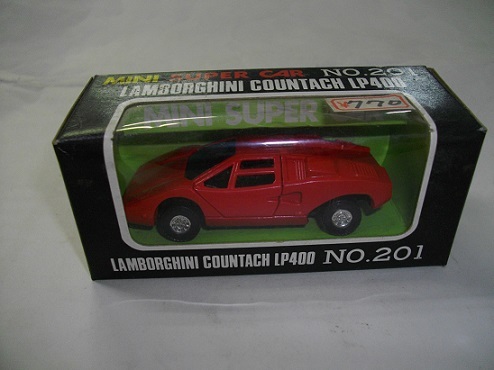 MINI SUPER CAR NO.201
LAMBORGHINI COUNTACH LP400
¥770
MINI SUPER
LAMBORGHINI COUNTACH LP400 NO.201